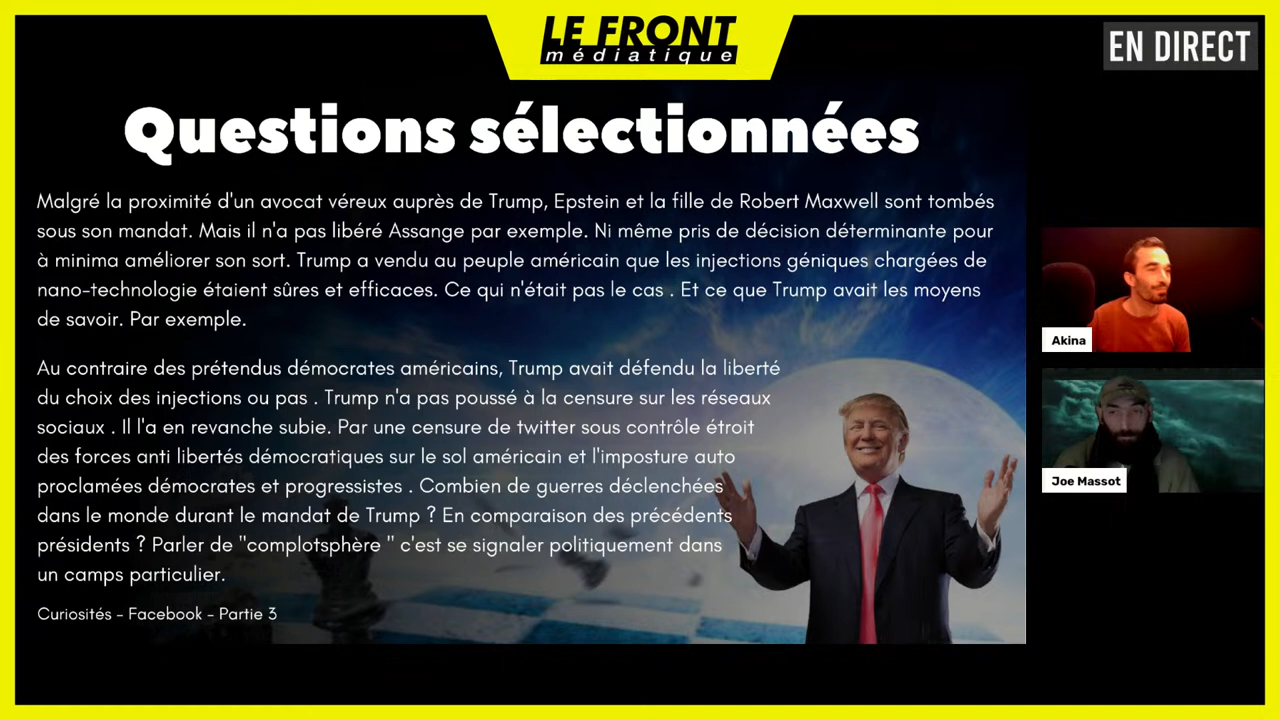 LE FRONT
médiatique
EN DIRECT
Questions sélectionnées
Malgré la proximité d'un avocat véreux auprès de Trump, Epstein et la fille de Robert Maxwell sont tombés
sous son mandat. Mais il n'a pas libéré Assange par exemple. Ni même pris de décision déterminante pour
à minima améliorer son sort. Trump a vendu au peuple américain que les injections géniques chargées de
nano-technologie étaient sûres et efficaces. Ce qui n'était pas le cas . Et ce que Trump avait les moyens
de savoir. Par exemple.
Au contraire des prétendus démocrates américains, Trump avait défendu la liberté
du choix des injections ou pas . Trump n'a pas poussé à la censure sur les réseaux
sociaux . Il l'a en revanche subie. Par une censure de twitter sous contrôle étroit
des forces anti libertés démocratiques sur le sol américain et l'imposture auto
proclamées démocrates et progressistes . Combien de guerres déclenchées
dans le monde durant le mandat de Trump ? En comparaison des précédents
présidents ? Parler de "complotsphère " c'est se signaler politiquement dans
un camps particulier.
Curiosités - Facebook - Partie 3
Akina
Joe Massot